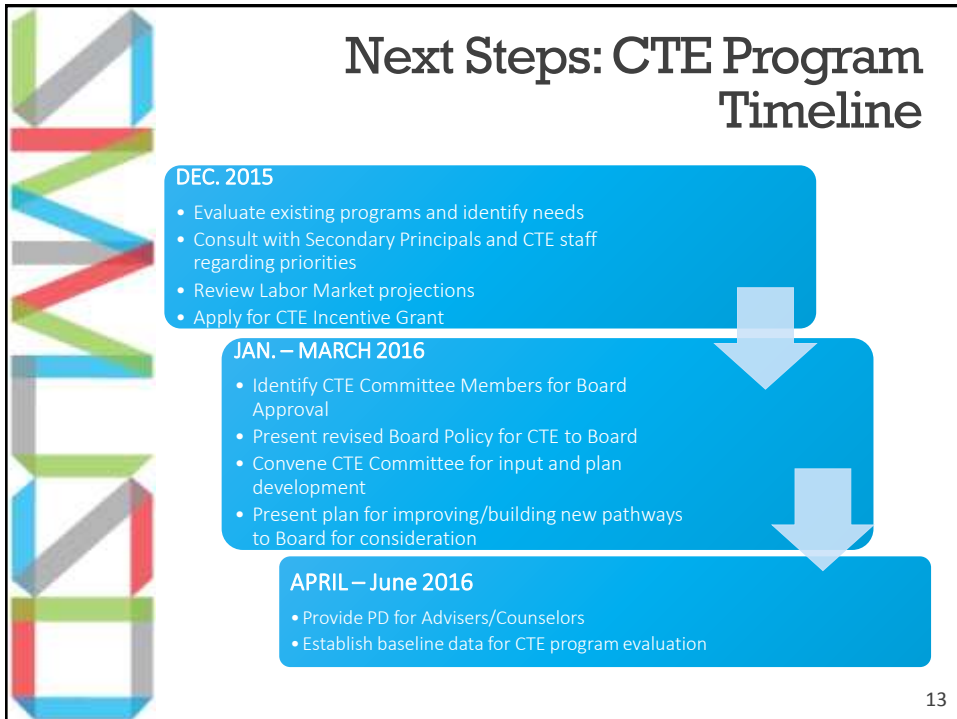 Next Steps: CTE Program
Timeline
DEC. 2015
• Evaluate existing programs and identify needs
• Consult with Secondary Principals and CTE staff
regarding priorities
• Review Labor Market projections
• Apply for CTE Incentive Grant
JAN. – MARCH 2016
• Identify CTE Committee Members for Board
Approval
• Present revised Board Policy for CTE to Board
• Convene CTE Committee for input and plan
development
• Present plan for improving/building new pathways
to Board for consideration
APRIL – June 2016
• Provide PD for Advisers/Counselors
• Establish baseline data for CTE program evaluation
13